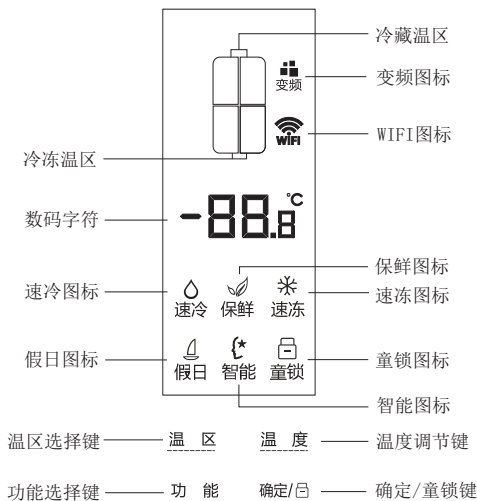 冷藏温区
变频
变频图标
WiFi
WIFI图标
冷冻温区
数码字符
-88.8
℃
保鲜图标
速冷图标
速冷 保鲜 速冻
速冻图标
假日图标
假日 智能 童锁
童锁图标
智能图标
温区选择键
温 区
温 度
温度调节键
功能选择键
功 能
确定/
确定/童锁键